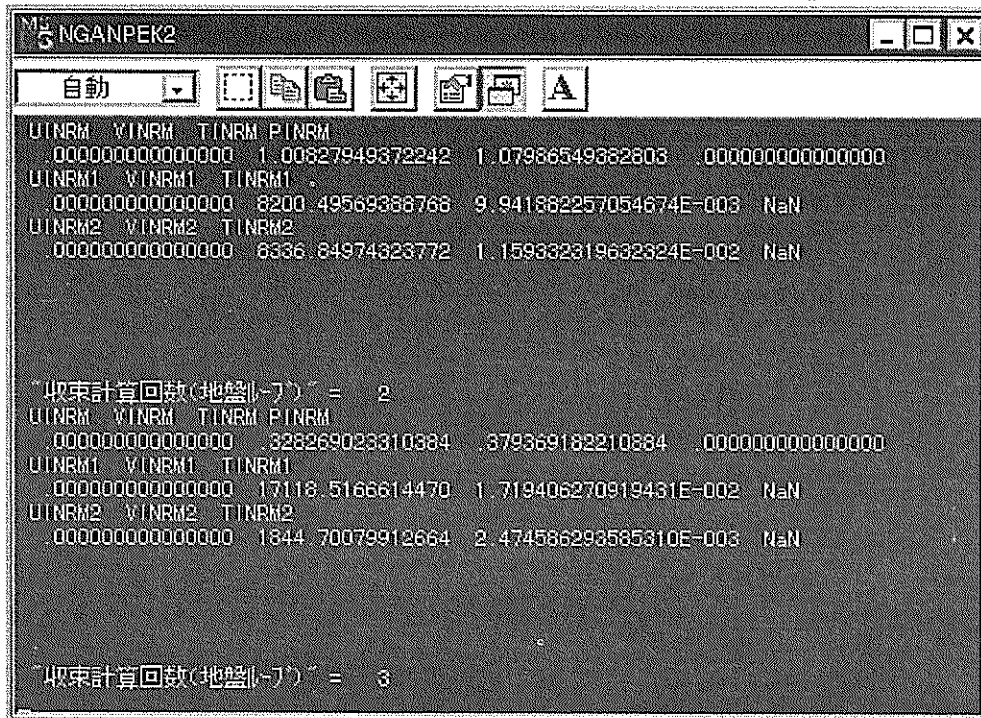 NGANPEK2
自動
A
UINRM VINRM TINRM PINRM
.000000000000000 1.00827949372242 1.07986549382803 .000000000000000
UINRM1 VINRM1 TINRM1
.000000000000000 8200.49569388768 9.941882257054674E-003 NaN
UINRM2 VINRM2 TINRM2
.000000000000000 6336.84974323772 1.159332319632324E-002 NaN
"収束計算回数(地盤ﾙｰﾌﾟ)" = 2
UINRM VINRM TINRM PINRM
.000000000000000 .328269023310384 .379369182210884 .000000000000000
UINRM1 VINRM1 TINRM1
.000000000000000 17118.5166614470 1.719406270919431E-002 NaN
UINRM2 VINRM2 TINRM2
.000000000000000 1844.70079912664 2.474586293585310E-003 NaN
"収束計算回数(地盤ﾙｰﾌﾟ)" = 3